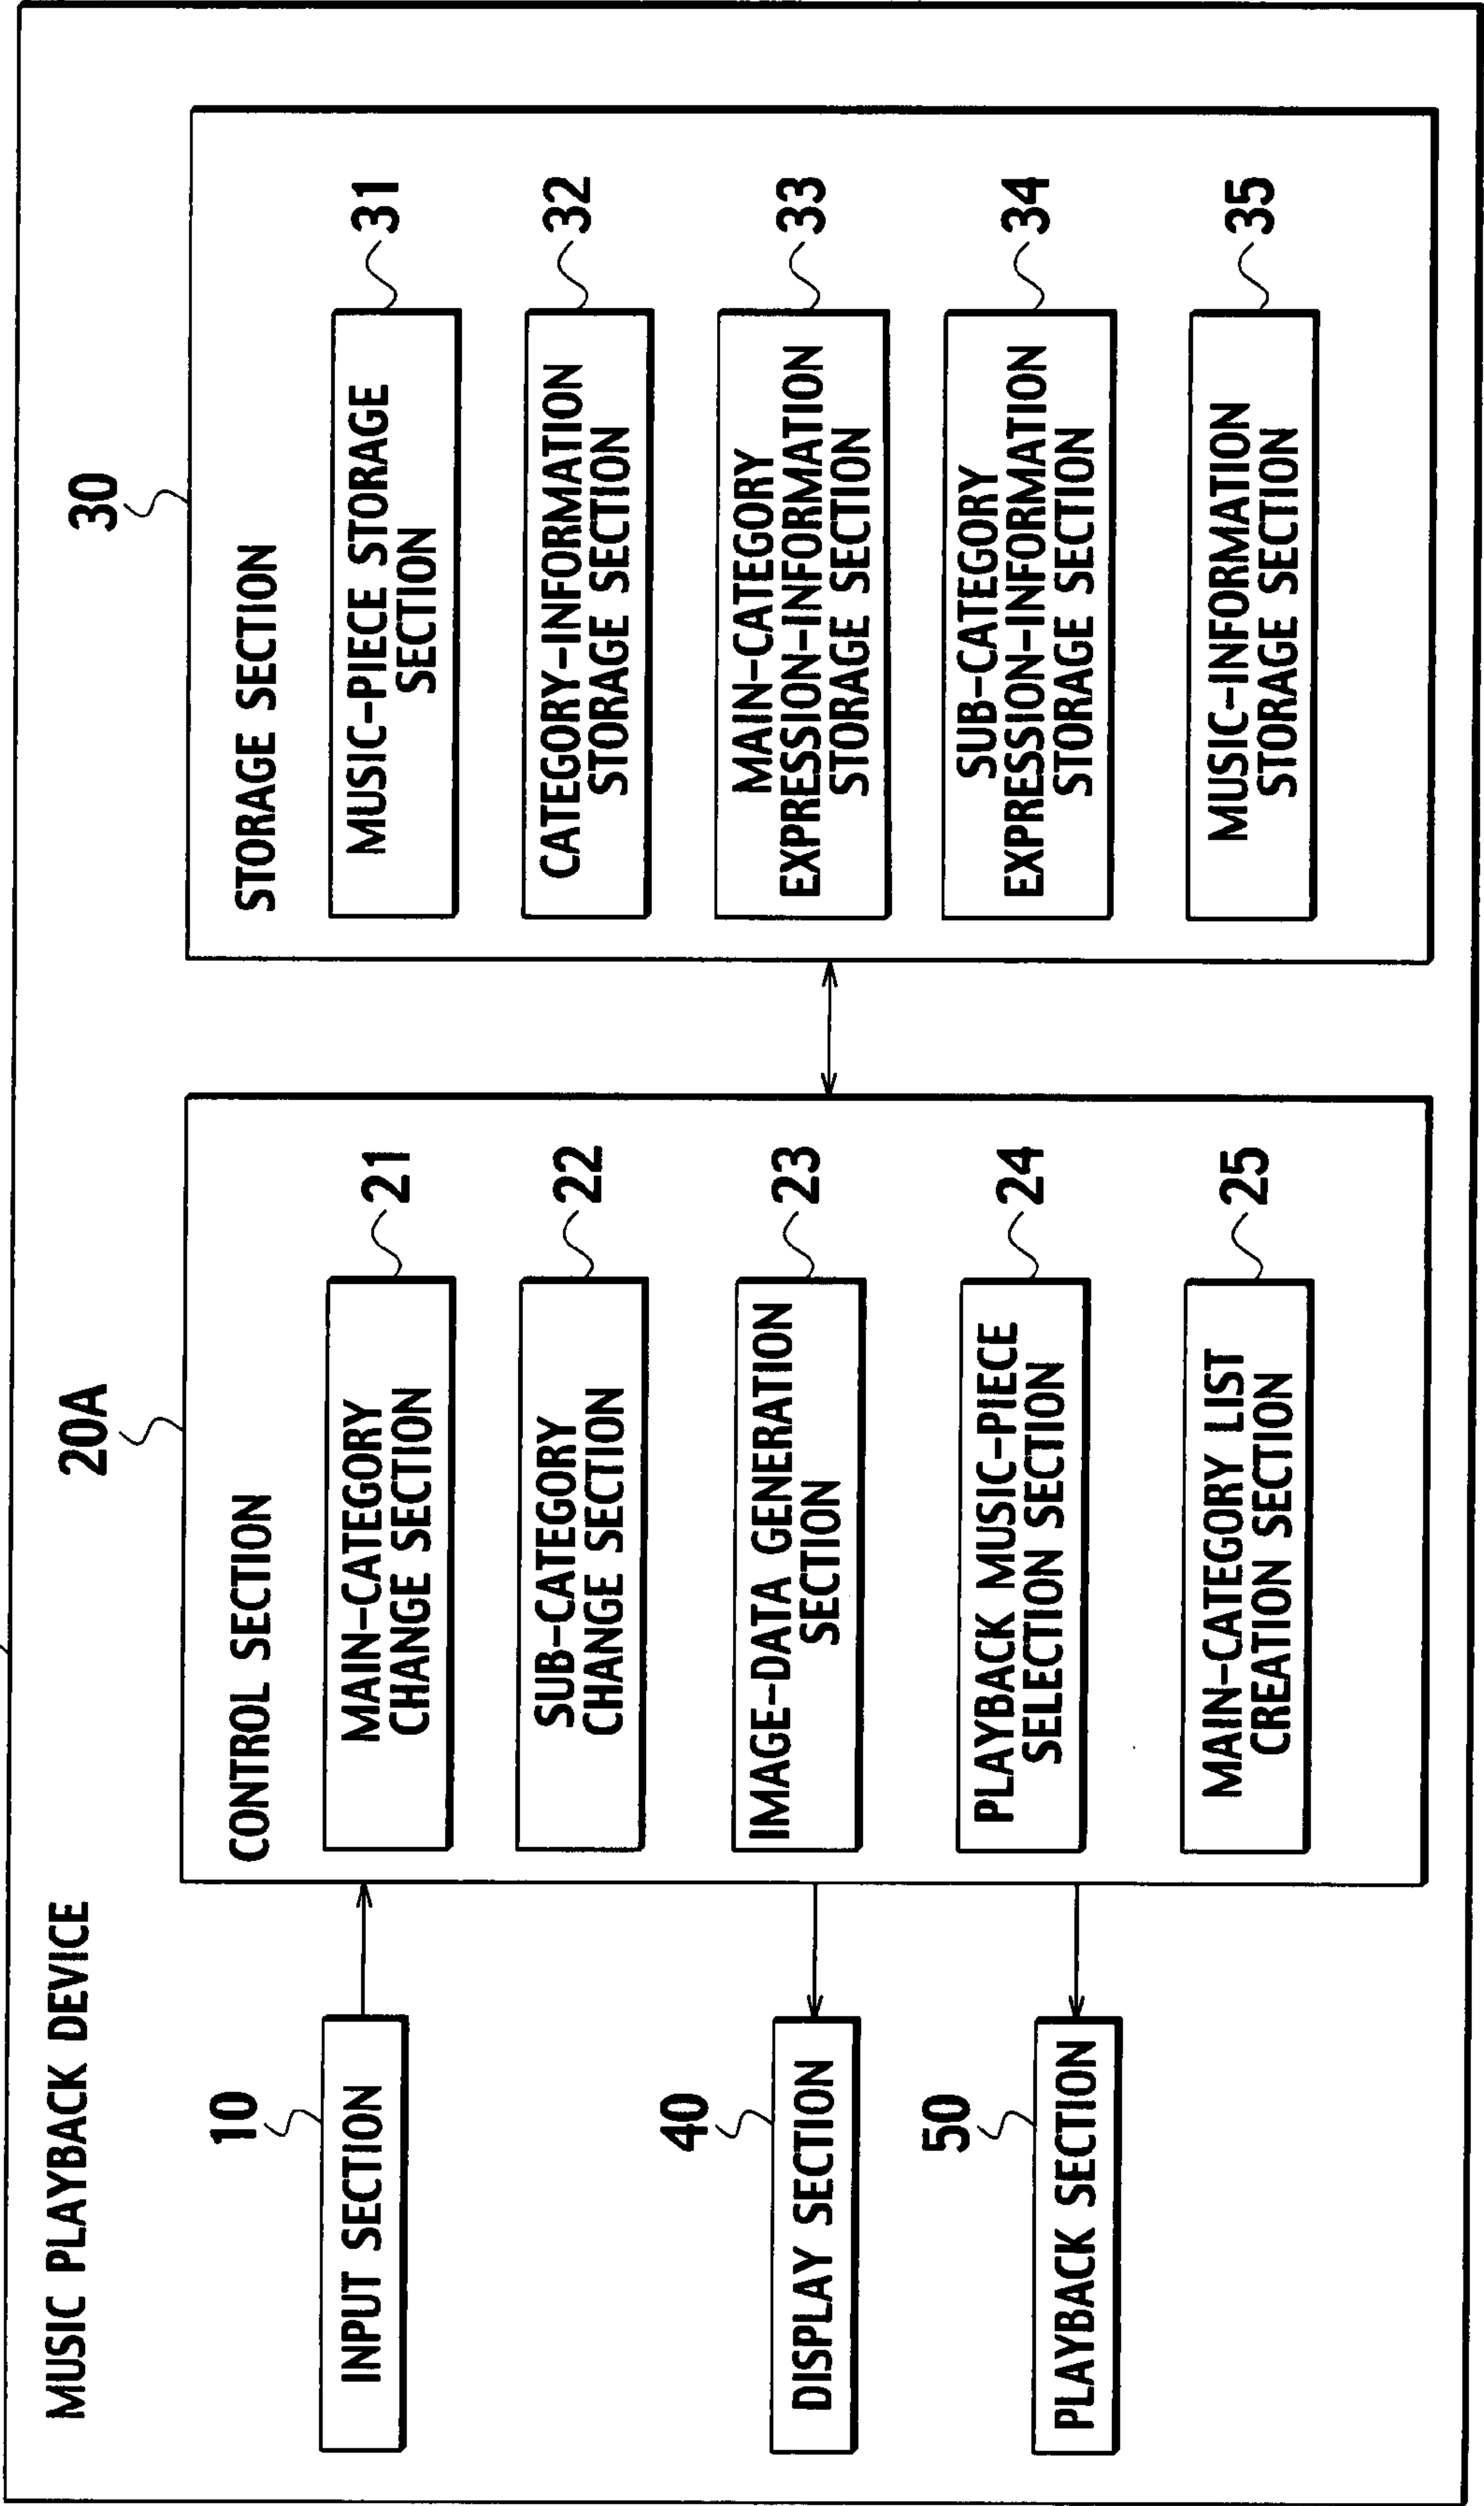 MUSIC PLAYBACK DEVICE
10
INPUT SECTION
40
DISPLAY SECTION
50
PLAYBACK SECTION
20A
CONTROL SECTION
MAIN-CATEGORY
CHANGE SECTION
21
SUB-CATEGORY
CHANGE SECTION
22
IMAGE-DATA GENERATION
SECTION
23
PLAYBACK MUSIC-PIECE
SELECTION SECTION
24
MAIN-CATEGORY LIST
CREATION SECTION
25
30
STORAGE SECTION
MUSIC-PIECE STORAGE
SECTION
31
CATEGORY-INFORMATION
STORAGE SECTION
32
MAIN-CATEGORY
EXPRESSION-INFORMATION
STORAGE SECTION
33
SUB-CATEGORY
EXPRESSION-INFORMATION
STORAGE SECTION
34
MUSIC-INFORMATION
STORAGE SECTION
35